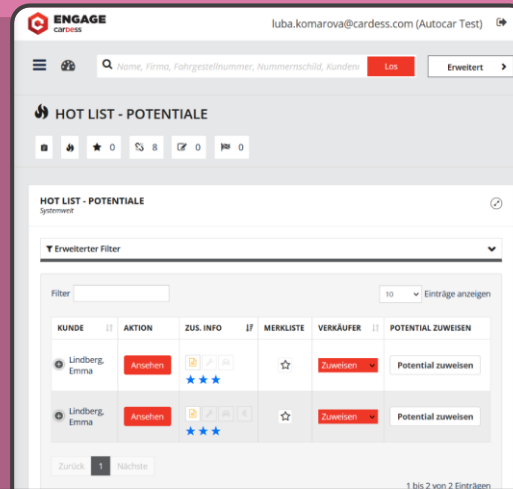 ENGAGE
cardess
luba.komarova@cardess.com (Autocar Test)
Name, Firma, Fahrgestellnummer, Nummernschild, Kundenr
Los
Erweitert
HOT LIST - POTENTIALE
0 8 0 0
HOT LIST - POTENTIALE
Systemweit
Erweiterter Filter
Filter 10 Einträge anzeigen
KUNDE AKTION ZUS. INFO MERKLISTE VERKÄUFER POTENTIAL ZUWEISEN
Lindberg, Emma Ansehen Zuweisen Potential zuweisen
Lindberg, Emma Ansehen Zuweisen Potential zuweisen
Zurück 1 Nächste
1 bis 2 von 2 Einträgen